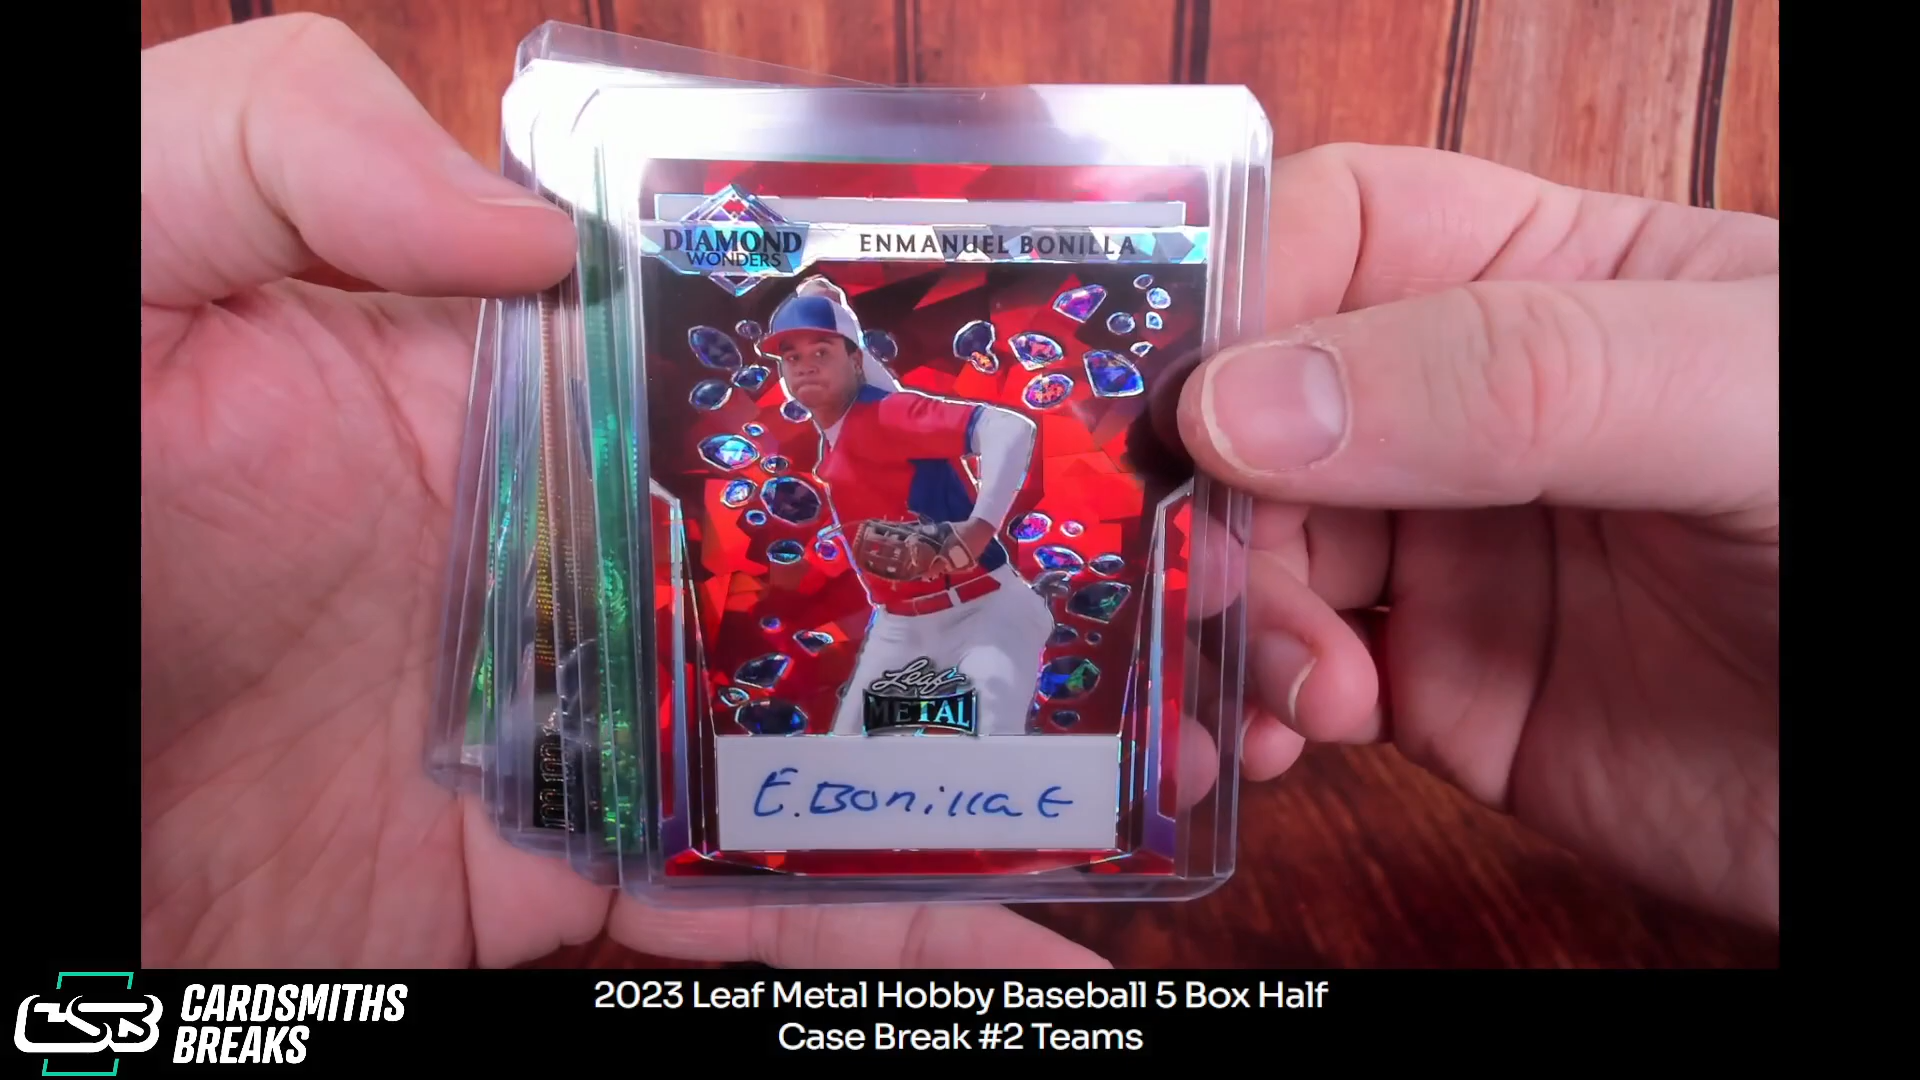 DIAMOND
WONDERS
ENMANUEL BONILLA
Leaf
METAL
E. Bonilla E
CSB
CARDSMITHS
BREAKS
2023 Leaf Metal Hobby Baseball 5 Box Half
Case Break #2 Teams